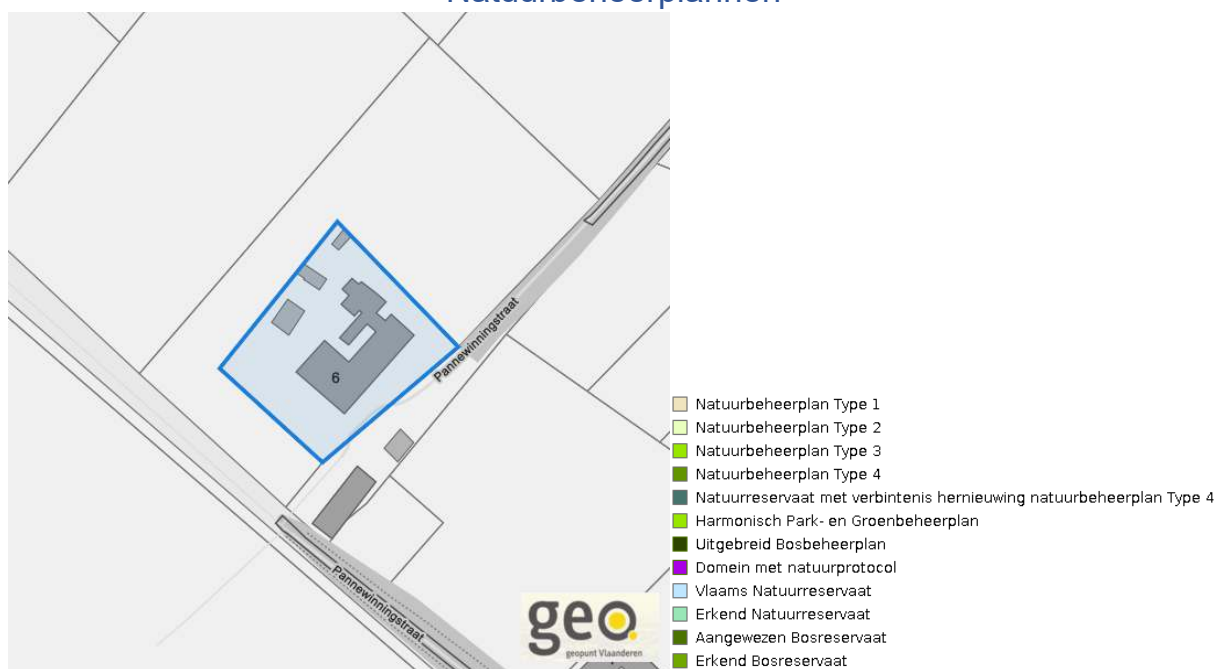 Natuurbeheerplannen
Pannewinningstraat
6
Pannewinningstraat
geo.
geopunt Vlaanderen
Natuurbeheerplan Type 1
Natuurbeheerplan Type 2
Natuurbeheerplan Type 3
Natuurbeheerplan Type 4
Natuurreservaat met verbintenis hernieuwing natuurbeheerplan Type 4
Harmonisch Park- en Groenbeheerplan
Uitgebreid Bosbeheerplan
Domein met natuurprotocol
Vlaams Natuurreservaat
Erkend Natuurreservaat
Aangewezen Bosreservaat
Erkend Bosreservaat